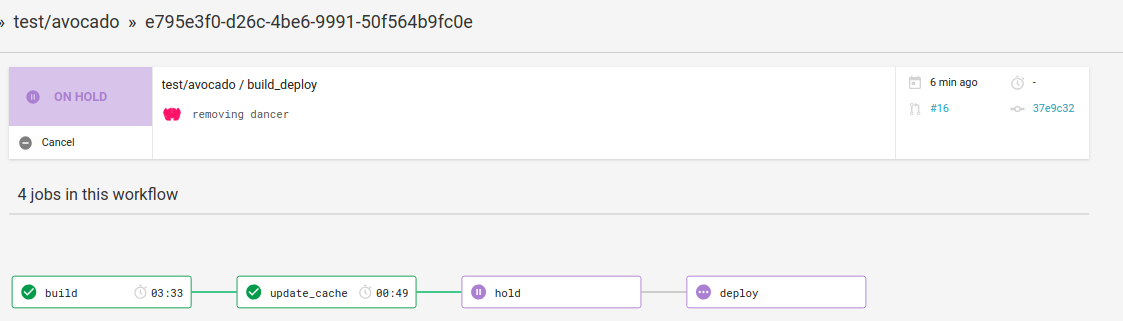 » test/avocado » e795e3f0-d26c-4be6-9991-50f564b9fc0e
ON HOLD
Cancel
test/avocado / build_deploy
removing dancer
6 min ago -
#16 37e9c32
4 jobs in this workflow
build 03:33 update_cache 00:49 hold deploy